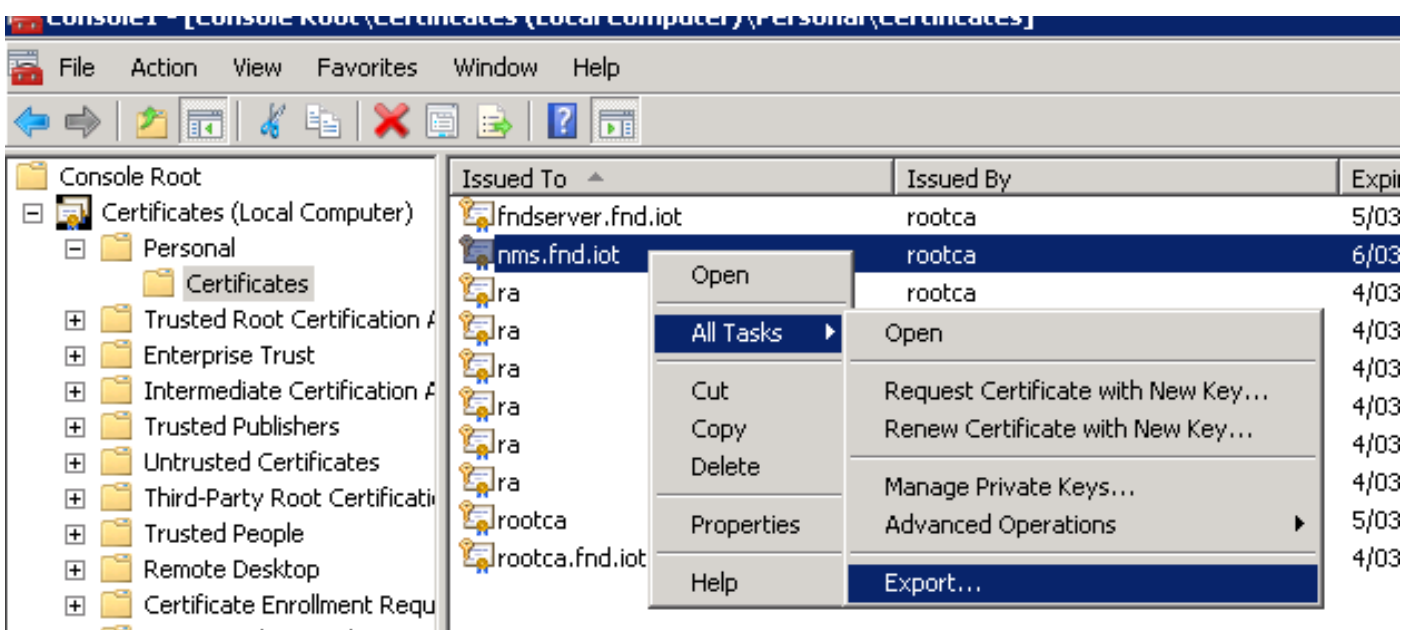 Console1 - [Console Root\Certificates (Local Computer)\Personal\Certificates]
File Action View Favorites Window Help
Console Root
Certificates (Local Computer)
Personal
Certificates
Trusted Root Certification A
Enterprise Trust
Intermediate Certification A
Trusted Publishers
Untrusted Certificates
Third-Party Root Certificati
Trusted People
Remote Desktop
Certificate Enrollment Requ
Issued To Issued By Expi
fndserver.fnd.iot rootca 5/03
nms.fnd.iot rootca 6/03
ra rootca 4/03
ra 4/03
ra 4/03
ra 4/03
ra 4/03
ra 4/03
rootca 5/03
rootca.fnd.iot 4/03
Open
All Tasks
Cut
Copy
Delete
Properties
Help
Open
Request Certificate with New Key...
Renew Certificate with New Key...
Manage Private Keys...
Advanced Operations
Export...